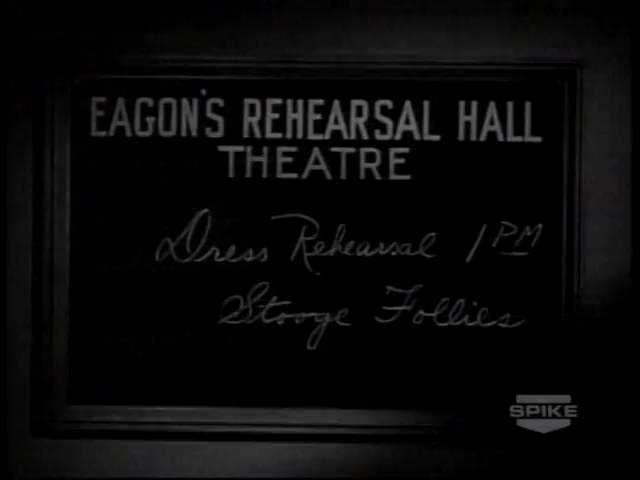 EAGON'S REHEARSAL HALL
THEATRE
Dress Rehearsal 1 PM
Stooge Follies
SPIKE